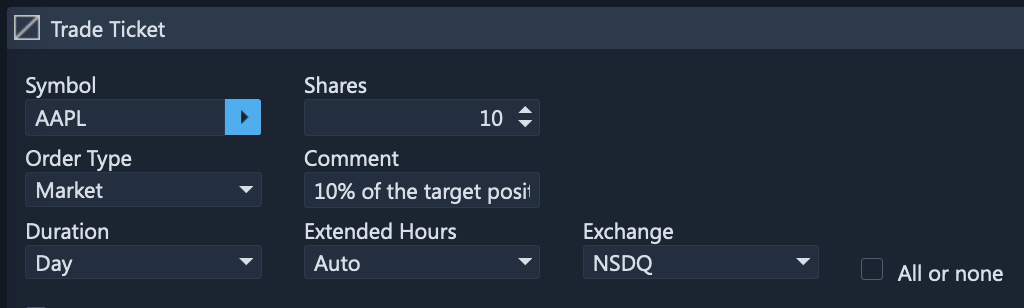 Trade Ticket
Symbol Shares
AAPL 10
Order Type Comment
Market 10% of the target posit
Duration Extended Hours Exchange
Day Auto NSDQ All or none